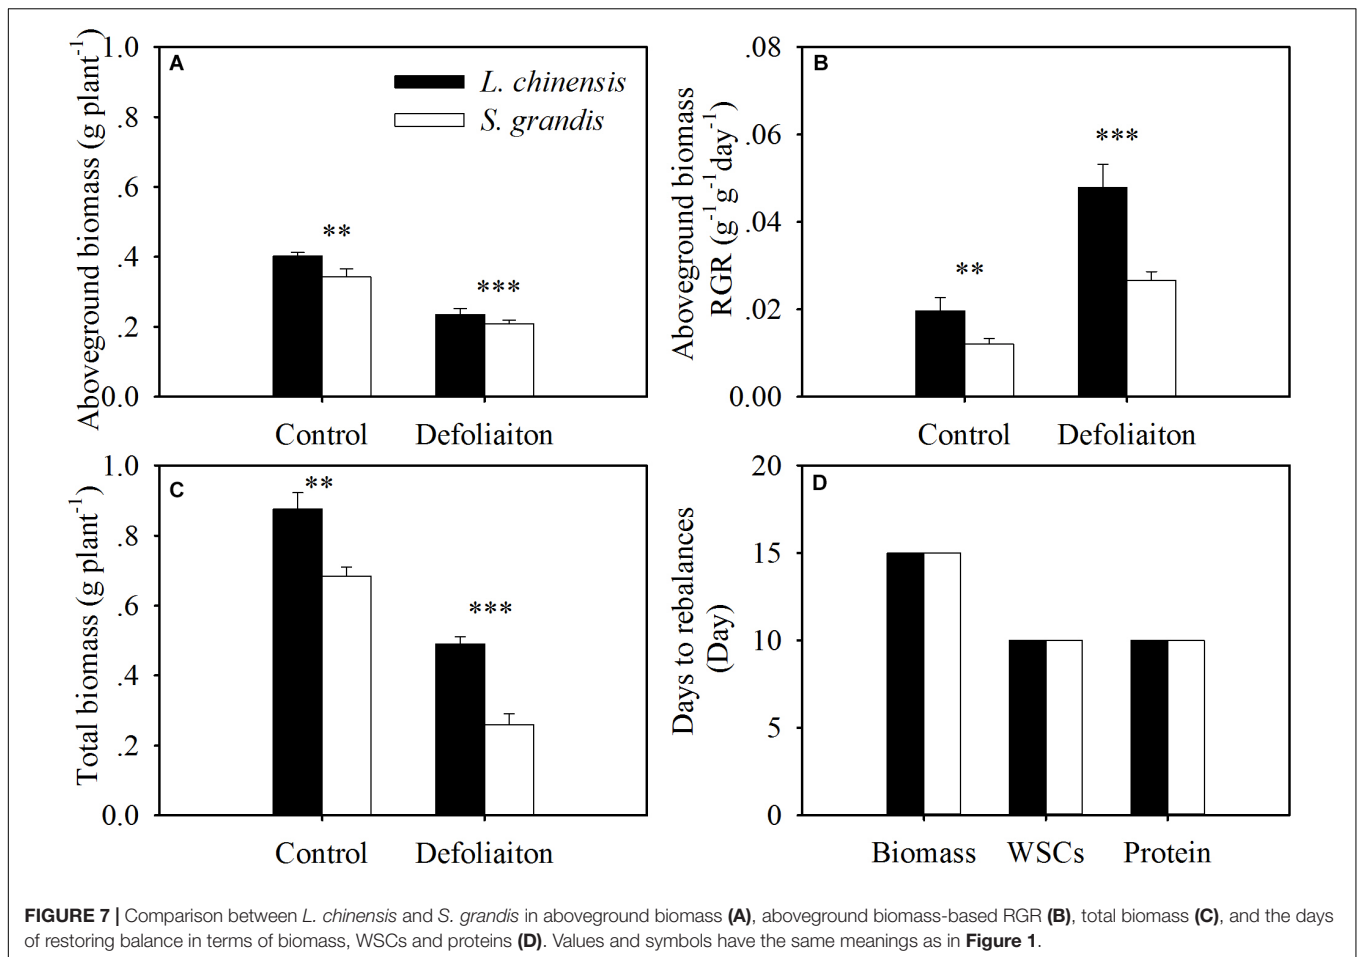 Aboveground biomass (g plant-1)
1.0
.8
.6
.4
.2
0.0
A
L. chinensis
S. grandis
**
***
Control Defoliaiton
Aboveground biomass
RGR (g-1g-1day-1)
.08
.06
.04
.02
0.00
B
**
***
Control Defoliaiton
Total biomass (g plant-1)
1.0
.8
.6
.4
.2
0.0
C
**
***
Control Defoliaiton
Days to rebalances
(Day)
20
15
10
5
0
D
Biomass WSCs Protein
FIGURE 7 | Comparison between L. chinensis and S. grandis in aboveground biomass (A), aboveground biomass-based RGR (B), total biomass (C), and the days
of restoring balance in terms of biomass, WSCs and proteins (D). Values and symbols have the same meanings as in Figure 1.